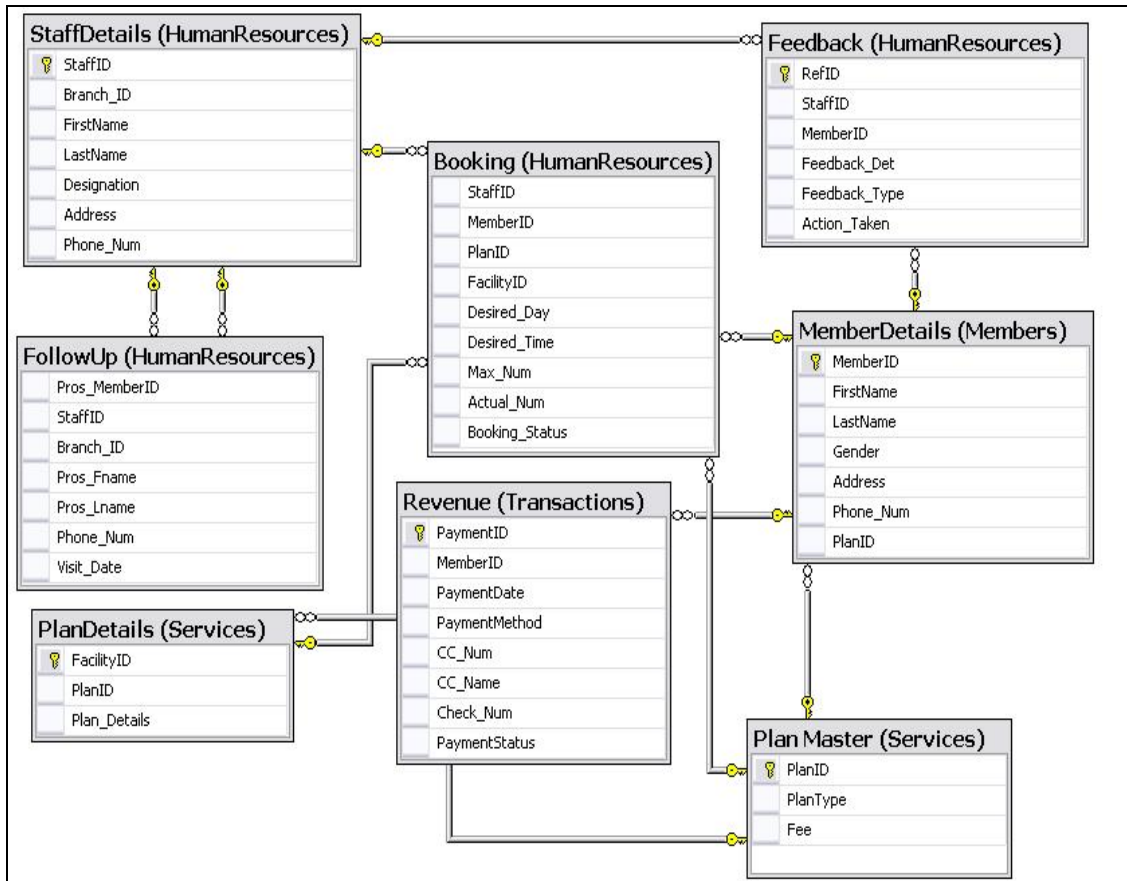 StaffDetails (HumanResources)
StaffID
Branch_ID
FirstName
LastName
Designation
Address
Phone_Num
Feedback (HumanResources)
RefID
StaffID
MemberID
Feedback_Det
Feedback_Type
Action_Taken
Booking (HumanResources)
StaffID
MemberID
PlanID
FacilityID
Desired_Day
Desired_Time
Max_Num
Actual_Num
Booking_Status
FollowUp (HumanResources)
Pros_MemberID
StaffID
Branch_ID
Pros_Fname
Pros_Lname
Phone_Num
Visit_Date
MemberDetails (Members)
MemberID
FirstName
LastName
Gender
Address
Phone_Num
PlanID
Revenue (Transactions)
PaymentID
MemberID
PaymentDate
PaymentMethod
CC_Num
CC_Name
Check_Num
PaymentStatus
PlanDetails (Services)
FacilityID
PlanID
Plan_Details
Plan Master (Services)
PlanID
PlanType
Fee